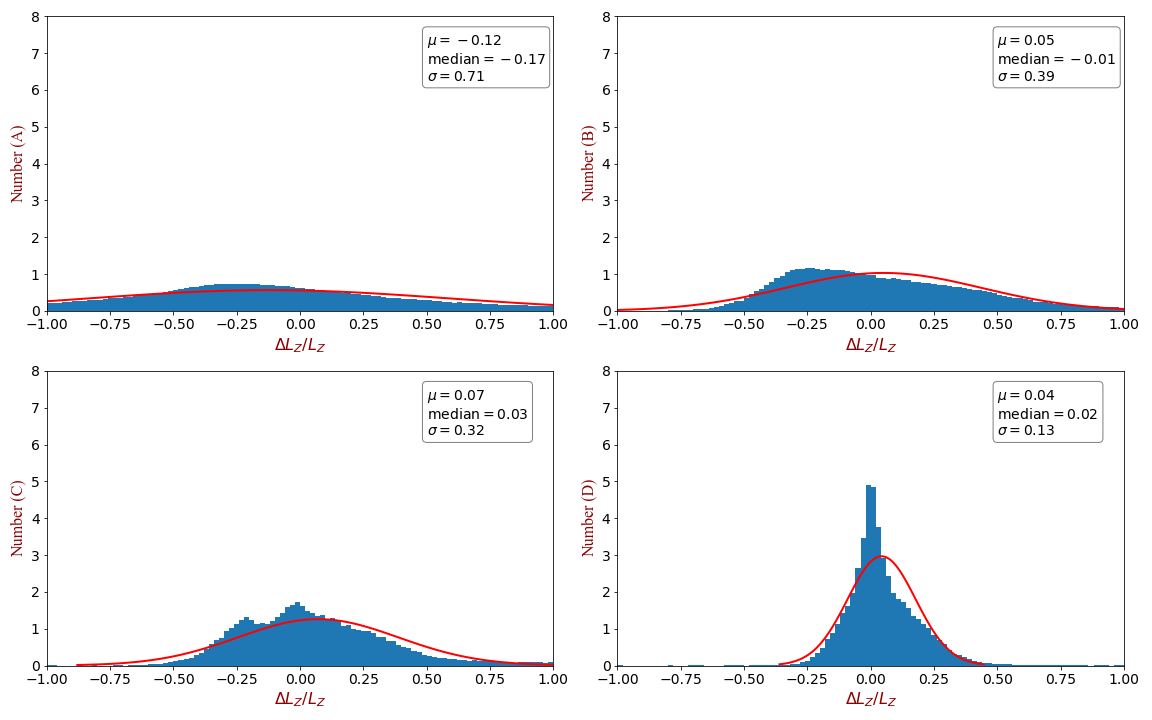 8
7
6
5
4
3
2
1
0
Number (A)
μ = −0.12
median = −0.17
σ = 0.71
−1.00 −0.75 −0.50 −0.25 0.00 0.25 0.50 0.75 1.00
ΔL_Z/L_Z
8
7
6
5
4
3
2
1
0
Number (B)
μ = 0.05
median = −0.01
σ = 0.39
−1.00 −0.75 −0.50 −0.25 0.00 0.25 0.50 0.75 1.00
ΔL_Z/L_Z
8
7
6
5
4
3
2
1
0
Number (C)
μ = 0.07
median = 0.03
σ = 0.32
−1.00 −0.75 −0.50 −0.25 0.00 0.25 0.50 0.75 1.00
ΔL_Z/L_Z
8
7
6
5
4
3
2
1
0
Number (D)
μ = 0.04
median = 0.02
σ = 0.13
−1.00 −0.75 −0.50 −0.25 0.00 0.25 0.50 0.75 1.00
ΔL_Z/L_Z